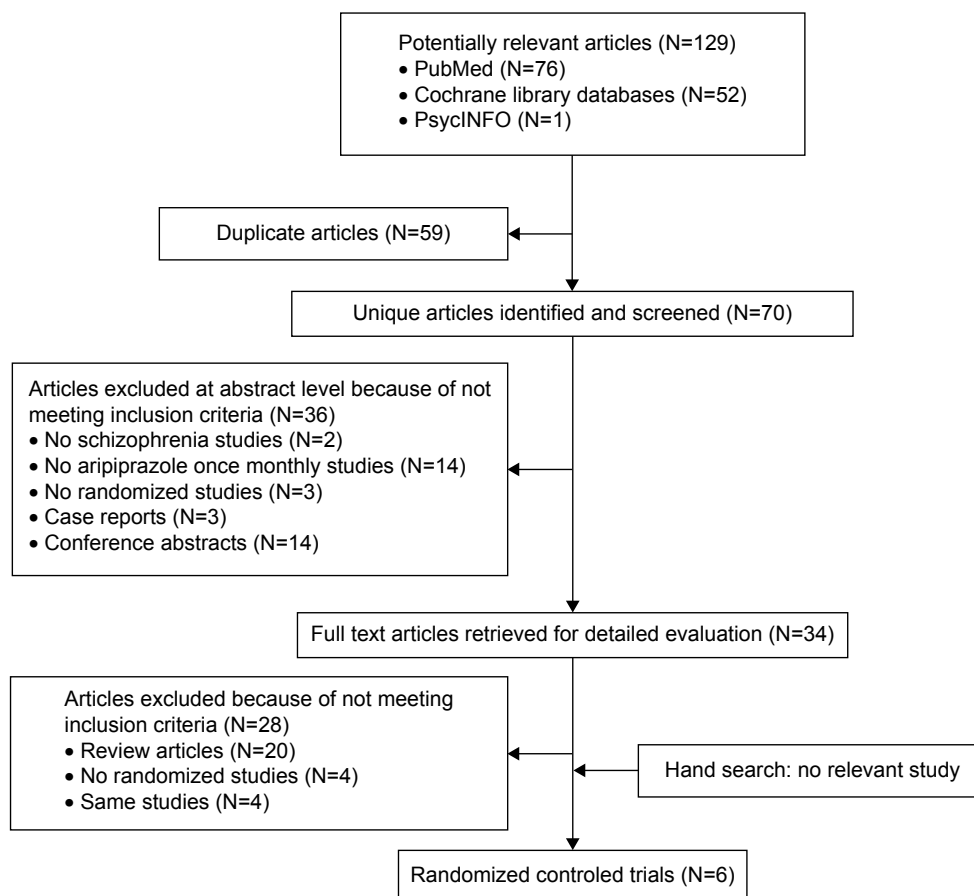 Potentially relevant articles (N=129)
• PubMed (N=76)
• Cochrane library databases (N=52)
• PsycINFO (N=1)
Duplicate articles (N=59)
Unique articles identified and screened (N=70)
Articles excluded at abstract level because of not
meeting inclusion criteria (N=36)
• No schizophrenia studies (N=2)
• No aripiprazole once monthly studies (N=14)
• No randomized studies (N=3)
• Case reports (N=3)
• Conference abstracts (N=14)
Full text articles retrieved for detailed evaluation (N=34)
Articles excluded because of not meeting
inclusion criteria (N=28)
• Review articles (N=20)
• No randomized studies (N=4)
• Same studies (N=4)
Hand search: no relevant study
Randomized controled trials (N=6)